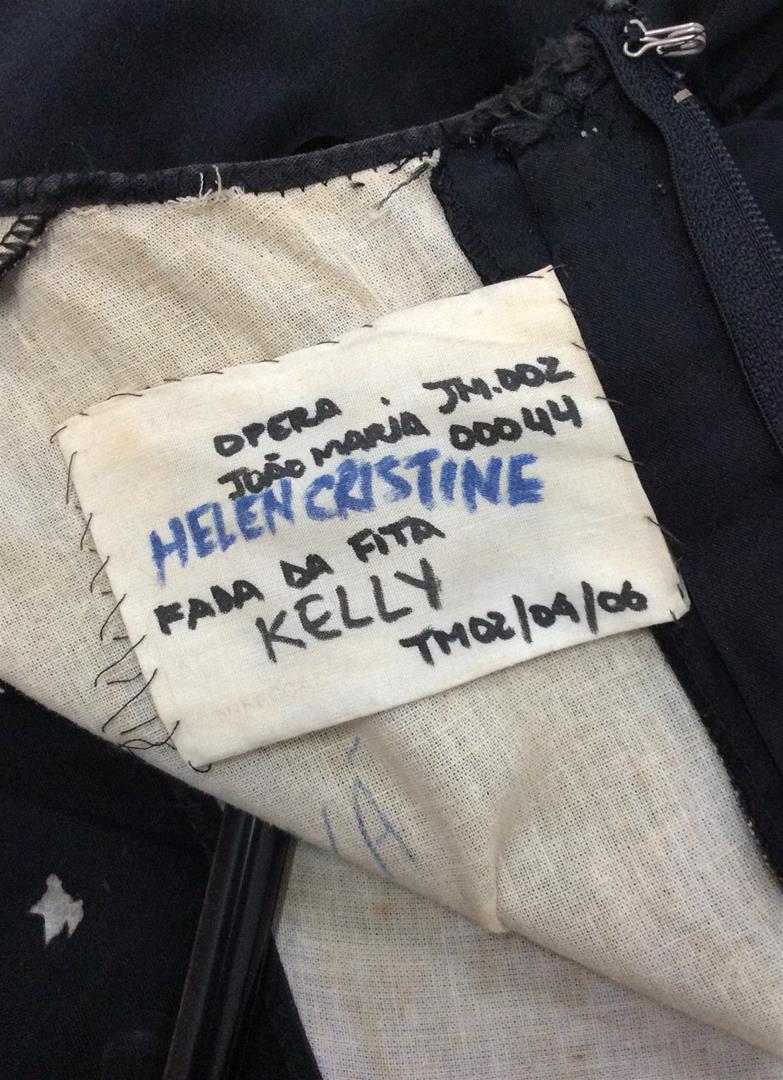 OPERA JM.002
JOÃO MARIA 00044
HELEN CRISTINE
FADA DA FITA
KELLY
TM02/04/06